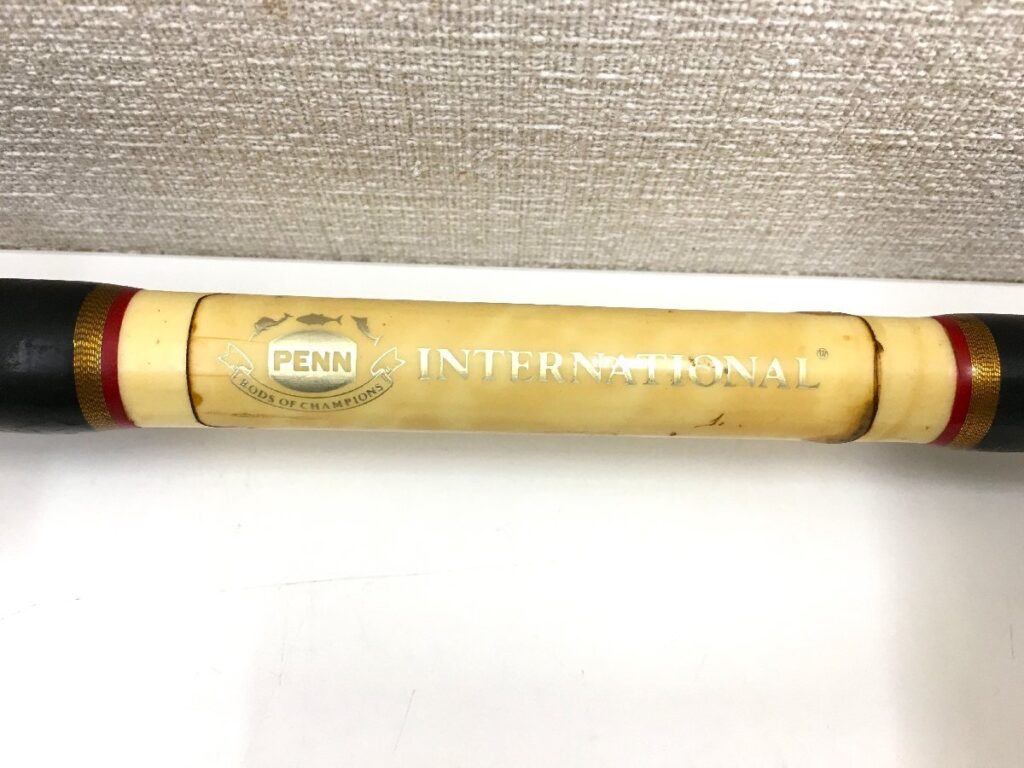 PENN
RODS OF CHAMPIONS
INTERNATIONAL®